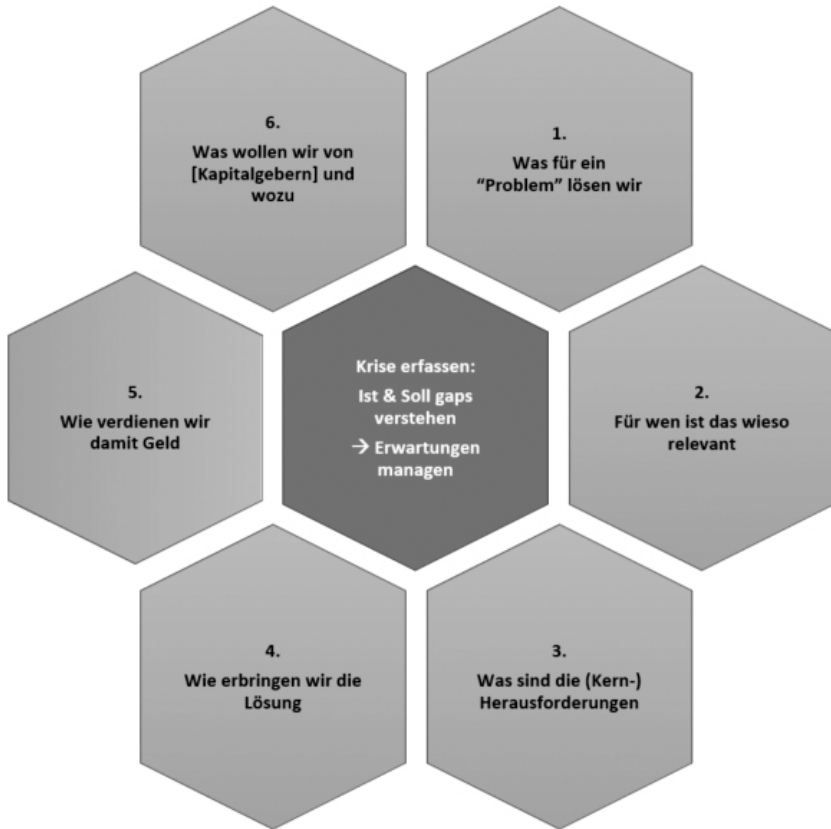 1.
Was für ein
“Problem” lösen wir
2.
Für wen ist das wieso
relevant
3.
Was sind die (Kern-)
Herausforderungen
4.
Wie erbringen wir die
Lösung
5.
Wie verdienen wir
damit Geld
6.
Was wollen wir von
[Kapitalgebern] und
wozu
Krise erfassen:
Ist & Soll gaps
verstehen
→ Erwartungen
managen